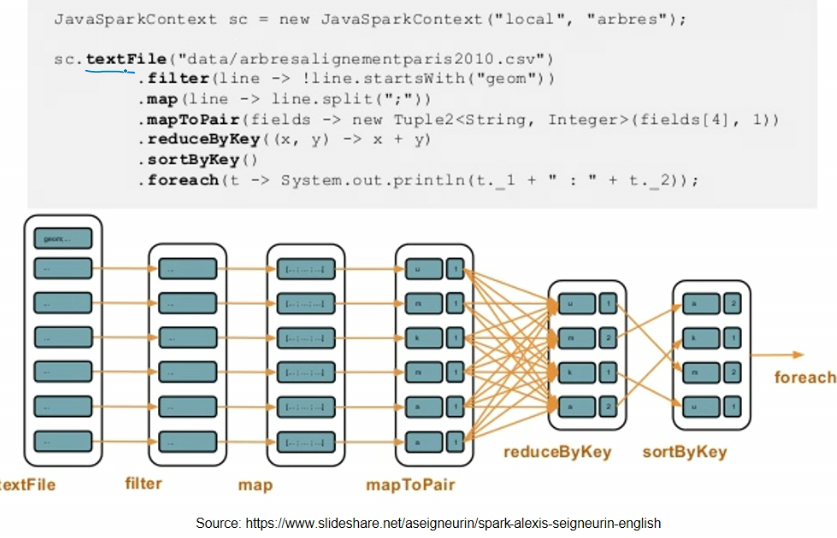 JavaSparkContext sc = new JavaSparkContext("local", "arbres");
sc.textFile("data/arbresalignementparis2010.csv")
.filter(line -> !line.startsWith("geom"))
.map(line -> line.split(";"))
.mapToPair(fields -> new Tuple2<String, Integer>(fields[4], 1))
.reduceByKey((x, y) -> x + y)
.sortByKey()
.foreach(t -> System.out.println(t._1 + " : " + t._2));
geom...
... ... [... ; ... ; ...] u 1
... ... [... ; ... ; ...] m 1 u 1 a 2
... ... [... ; ... ; ...] k 1 m 2 k 1
... ... [... ; ... ; ...] m 1 k 1 m 2
... ... [... ; ... ; ...] a 1 a 2 u 1
... ... [... ; ... ; ...] a 1
foreach
reduceByKey sortByKey
extFile filter map mapToPair
Source: https://www.slideshare.net/aseigneurin/spark-alexis-seigneurin-english